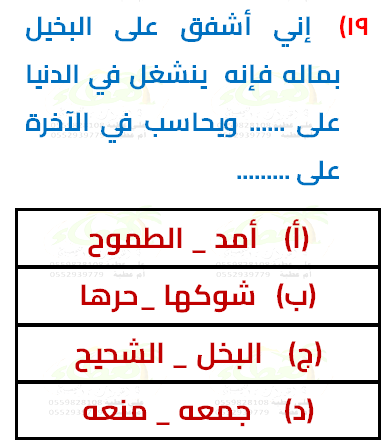 ١٩) إني أشفق على البخيل
بماله فإنه ينشغل في الدنيا
على ...... ويحاسب في الآخرة
على .........
(أ) أمد _ الطموح
(ب) شوكها _حرها
(ج) البخل _ الشحيح
(د) جمعه _ منعه